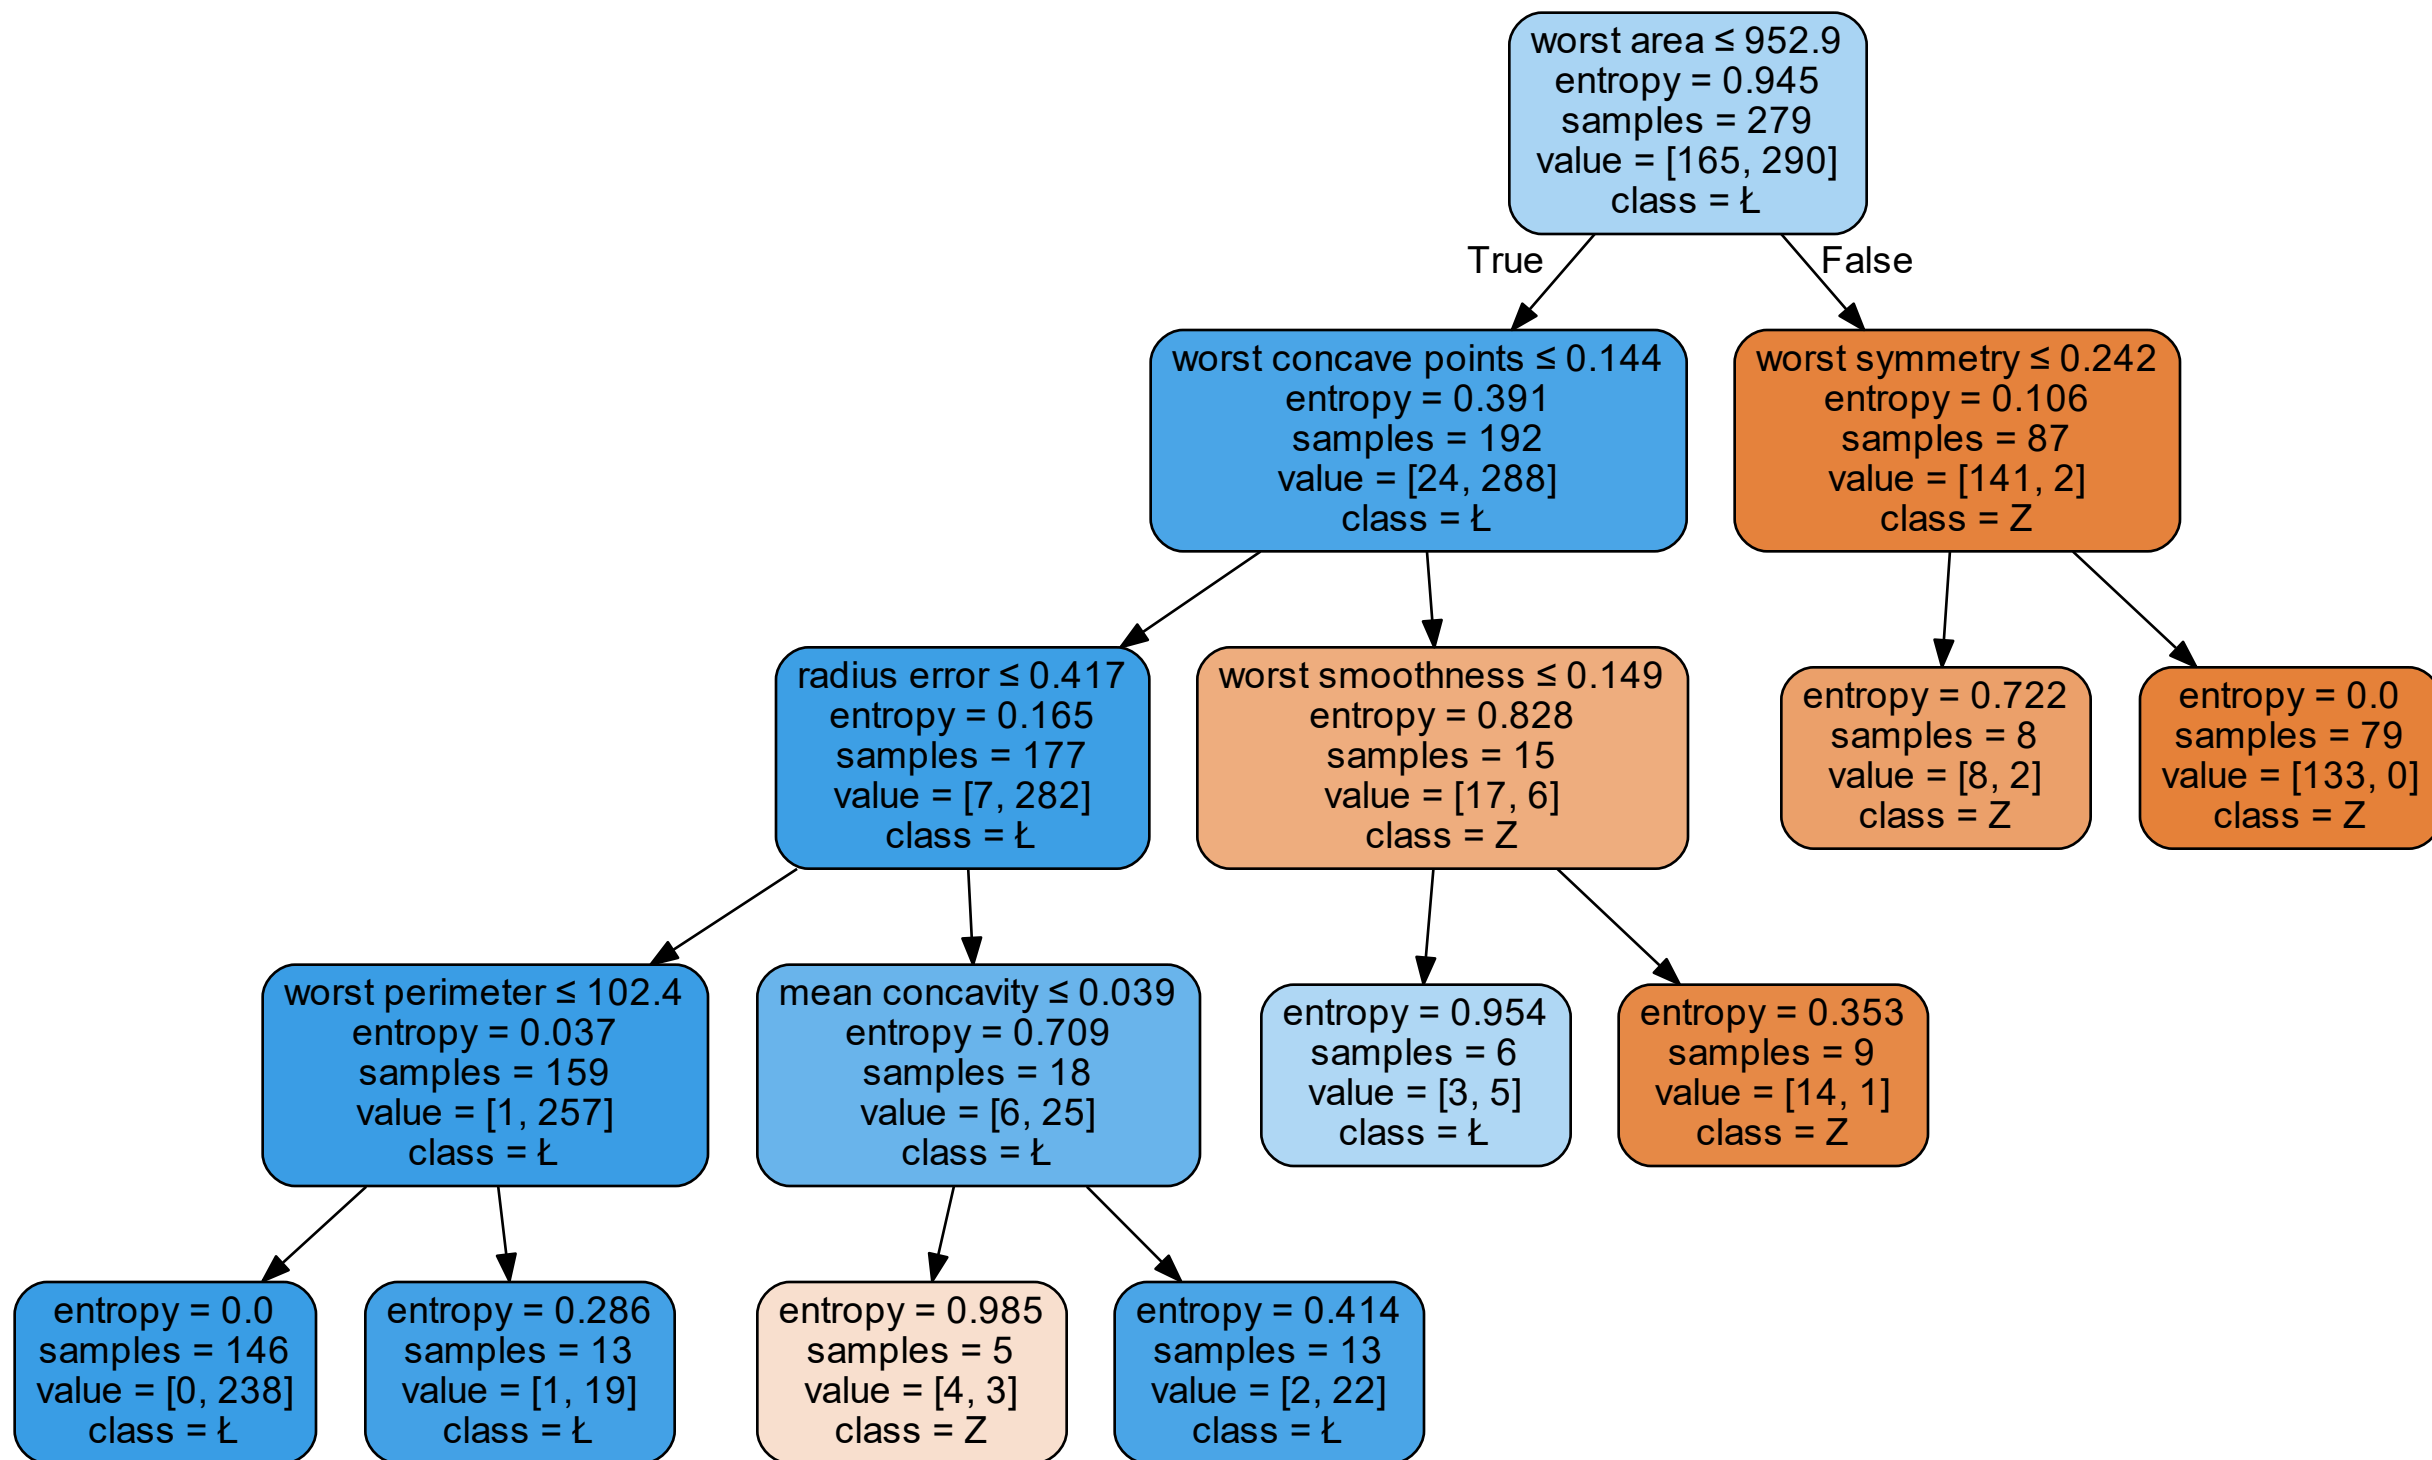 worst area ≤ 952.9
entropy = 0.945
samples = 279
value = [165, 290]
class = Ł
True
False
worst concave points ≤ 0.144
entropy = 0.391
samples = 192
value = [24, 288]
class = Ł
worst symmetry ≤ 0.242
entropy = 0.106
samples = 87
value = [141, 2]
class = Z
radius error ≤ 0.417
entropy = 0.165
samples = 177
value = [7, 282]
class = Ł
worst smoothness ≤ 0.149
entropy = 0.828
samples = 15
value = [17, 6]
class = Z
entropy = 0.722
samples = 8
value = [8, 2]
class = Z
entropy = 0.0
samples = 79
value = [133, 0]
class = Z
worst perimeter ≤ 102.4
entropy = 0.037
samples = 159
value = [1, 257]
class = Ł
mean concavity ≤ 0.039
entropy = 0.709
samples = 18
value = [6, 25]
class = Ł
entropy = 0.954
samples = 6
value = [3, 5]
class = Ł
entropy = 0.353
samples = 9
value = [14, 1]
class = Z
entropy = 0.0
samples = 146
value = [0, 238]
class = Ł
entropy = 0.286
samples = 13
value = [1, 19]
class = Ł
entropy = 0.985
samples = 5
value = [4, 3]
class = Z
entropy = 0.414
samples = 13
value = [2, 22]
class = Ł